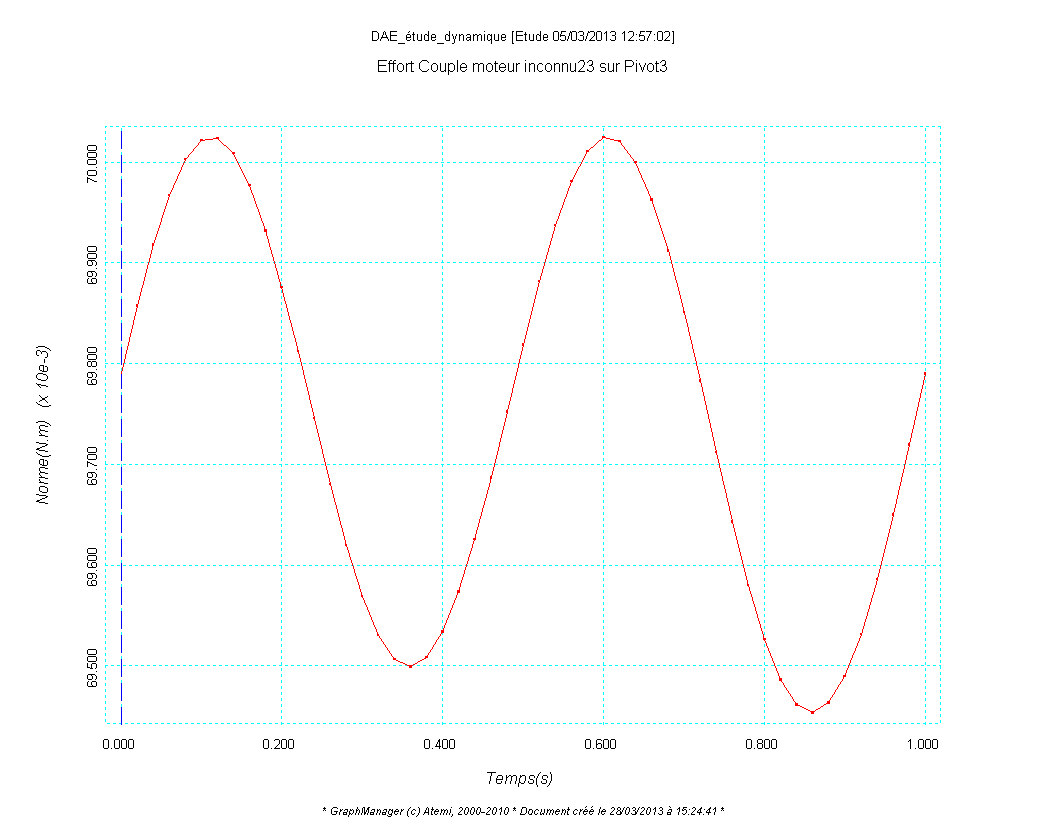 DAE_étude_dynamique [Etude 05/03/2013 12:57:02]
Effort Couple moteur inconnu23 sur Pivot3
70.000
69.900
69.800
69.700
69.600
69.500
Norme(N.m) (x 10e-3)
0.000 0.200 0.400 0.600 0.800 1.000
Temps(s)
* GraphManager (c) Atemi, 2000-2010 * Document créé le 28/03/2013 à 15:24:41 *